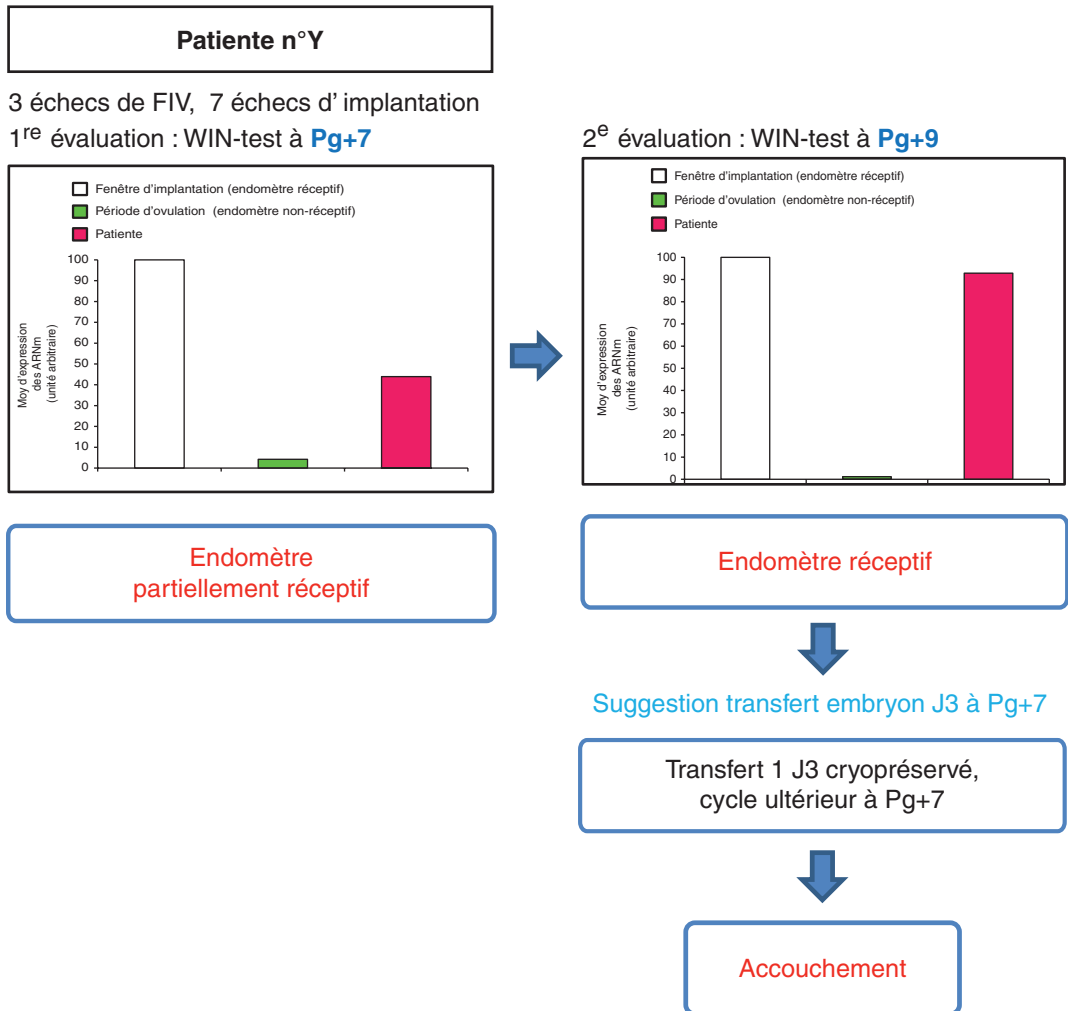 Patiente n°Y
3 échecs de FIV, 7 échecs d' implantation
1re évaluation : WIN-test à Pg+7
Fenêtre d'implantation (endomètre réceptif)
Période d'ovulation (endomètre non-réceptif)
Patiente
Moy d'expression
des ARNm
(unité arbitraire)
100
90
80
70
60
50
40
30
20
10
0
Endomètre
partiellement réceptif
2e évaluation : WIN-test à Pg+9
Fenêtre d'implantation (endomètre réceptif)
Période d'ovulation (endomètre non-réceptif)
Patiente
Moy d'expression
des ARNm
(unité arbitraire)
100
90
80
70
60
50
40
30
20
10
0
Endomètre réceptif
Suggestion transfert embryon J3 à Pg+7
Transfert 1 J3 cryopréservé,
cycle ultérieur à Pg+7
Accouchement